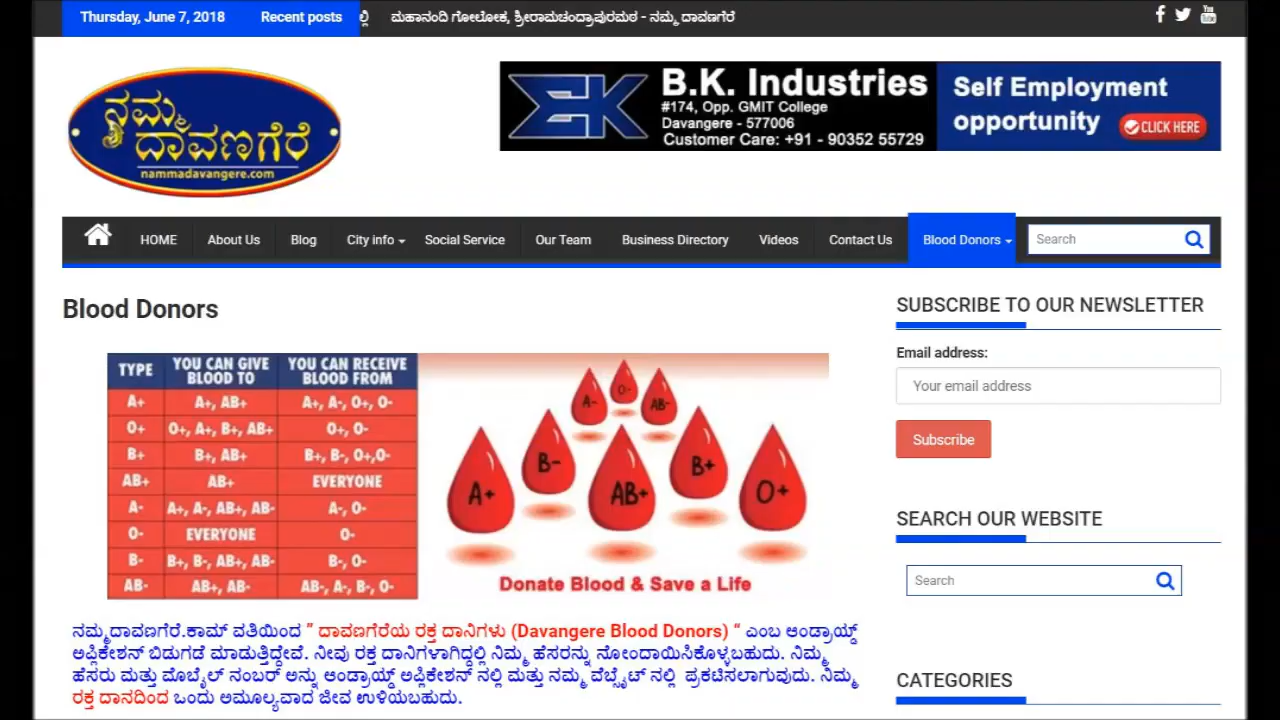 Thursday, June 7, 2018 Recent posts ಲ್ಲಿ ಮಹಾನಂದಿ ಗೋಲೋಕ, ಶ್ರೀರಾಮಚಂದ್ರಾಪುರಮಠ - ನಮ್ಮ ದಾವಣಗೆರೆ
You Tube
ನಮ್ಮ
ದಾವಣಗೆರೆ
nammadavangere.com
B.K. Industries
#174, Opp. GMIT College
Davangere - 577006
Customer Care: +91 - 90352 55729
Self Employment
opportunity CLICK HERE
HOME About Us Blog City info Social Service Our Team Business Directory Videos Contact Us Blood Donors Search
Blood Donors
TYPE YOU CAN GIVE BLOOD TO YOU CAN RECEIVE BLOOD FROM
A+ A+, AB+ A+, A-, O+, O-
O+ O+, A+, B+, AB+ O+, O-
B+ B+, AB+ B+, B-, O+,O-
AB+ AB+ EVERYONE
A- A+, A-, AB+, AB- A-, O-
O- EVERYONE O-
B- B+, B-, AB+, AB- B-, O-
AB- AB+, AB- AB-, A-, B-, O-
A- O- AB-
B- B+
A+ AB+ O+
Donate Blood & Save a Life
ನಮ್ಮದಾವಣಗೆರೆ.ಕಾಮ್ ವತಿಯಿಂದ " ದಾವಣಗೆರೆಯ ರಕ್ತ ದಾನಿಗಳು (Davangere Blood Donors) “ ಎಂಬ ಅಂಡ್ರಾಯ್ಡ್
ಅಪ್ಲಿಕೇಶನ್ ಬಿಡುಗಡೆ ಮಾಡುತ್ತಿದ್ದೇವೆ. ನೀವು ರಕ್ತ ದಾನಿಗಳಾಗಿದ್ದಲ್ಲಿ ನಿಮ್ಮ ಹೆಸರನ್ನು ನೋಂದಾಯಿಸಿಕೊಳ್ಳಬಹುದು. ನಿಮ್ಮ
ಹೆಸರು ಮತ್ತು ಮೊಬೈಲ್ ನಂಬರ್ ಅನ್ನು ಅಂಡ್ರಾಯ್ಡ್ ಅಪ್ಲಿಕೇಶನ್ ನಲ್ಲಿ ಮತ್ತು ನಮ್ಮ ವೆಬ್ಸೈಟ್ ನಲ್ಲಿ ಪ್ರಕಟಿಸಲಾಗುವುದು. ನಿಮ್ಮ
ರಕ್ತ ದಾನದಿಂದ ಒಂದು ಅಮೂಲ್ಯವಾದ ಜೀವ ಉಳಿಯಬಹುದು.
SUBSCRIBE TO OUR NEWSLETTER
Email address:
Your email address
Subscribe
SEARCH OUR WEBSITE
Search
CATEGORIES